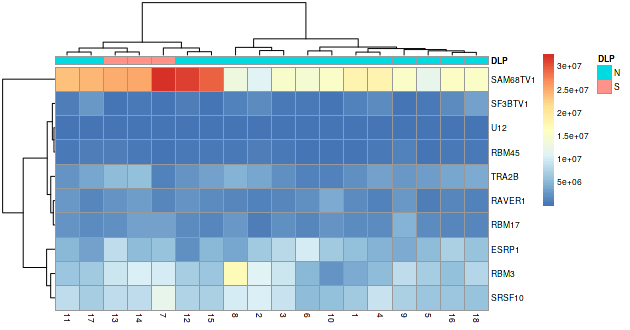 DLP
SAM68TV1
SF3BTV1
U12
RBM45
TRA2B
RAVER1
RBM17
ESRP1
RBM3
SRSF10
11 17 13 14 7 12 15 8 2 3 6 10 1 4 9 5 16 18
3e+07
2.5e+07
2e+07
1.5e+07
1e+07
5e+06
DLP
N
S